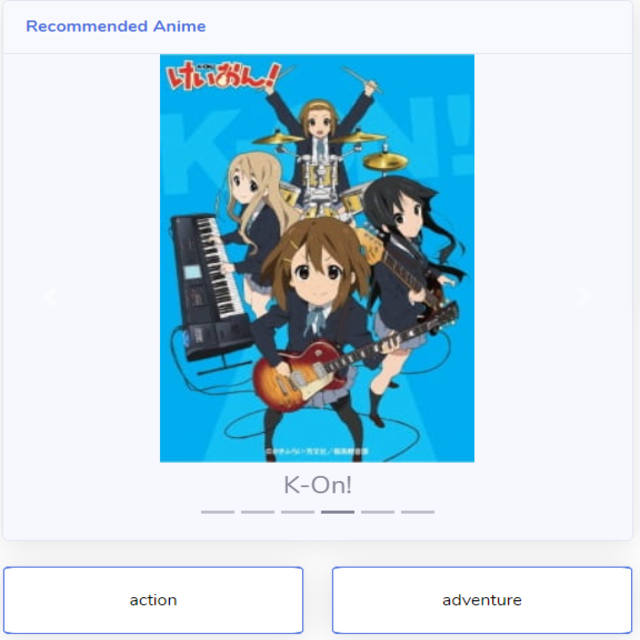 Recommended Anime
けいおん!
K-ON!
K-On!
action
adventure